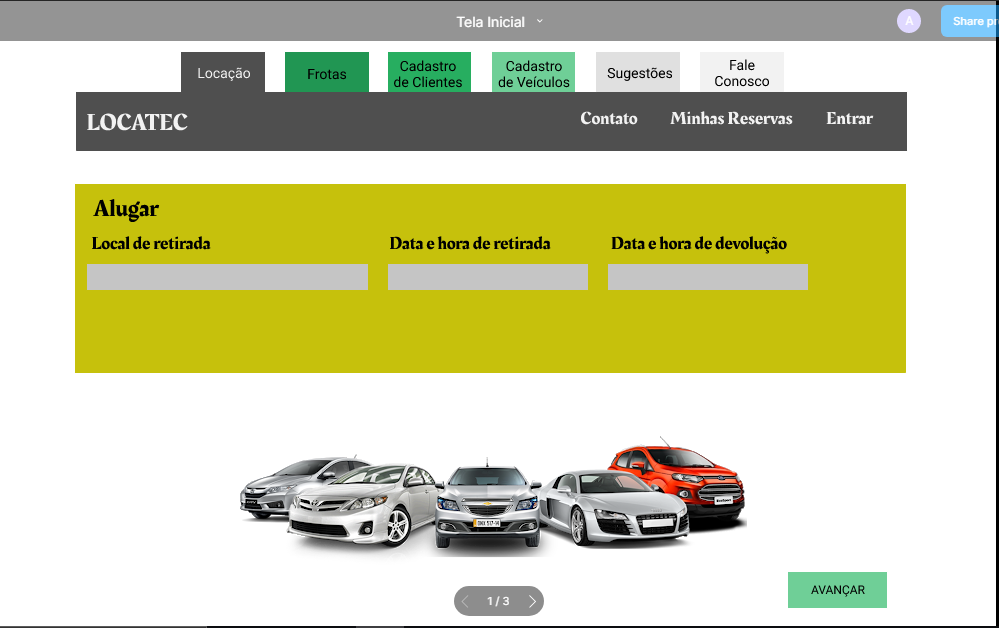 Tela Inicial
A
Share pr
Locação
Frotas
Cadastro
de Clientes
Cadastro
de Veículos
Sugestões
Fale
Conosco
LOCATEC
Contato
Minhas Reservas
Entrar
Alugar
Local de retirada
Data e hora de retirada
Data e hora de devolução
EcoSport
AVANÇAR
1 / 3